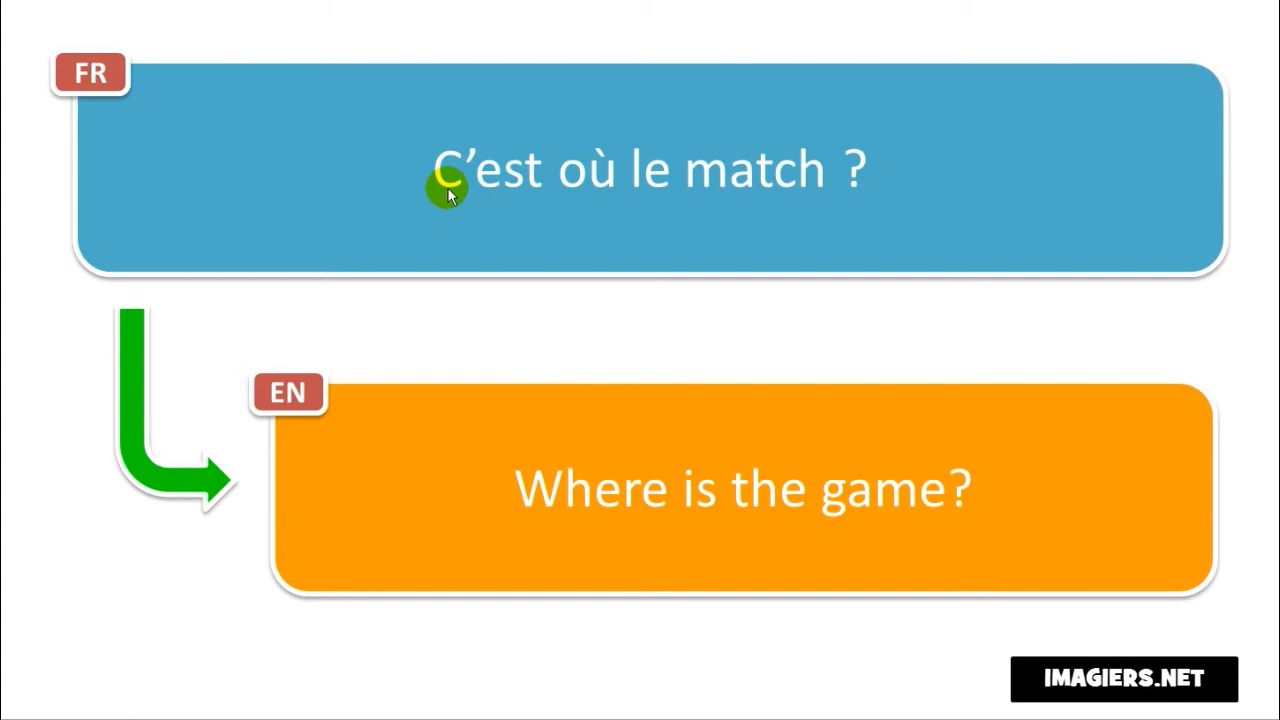 FR
C’est où le match ?
EN
Where is the game?
IMAGIERS.NET